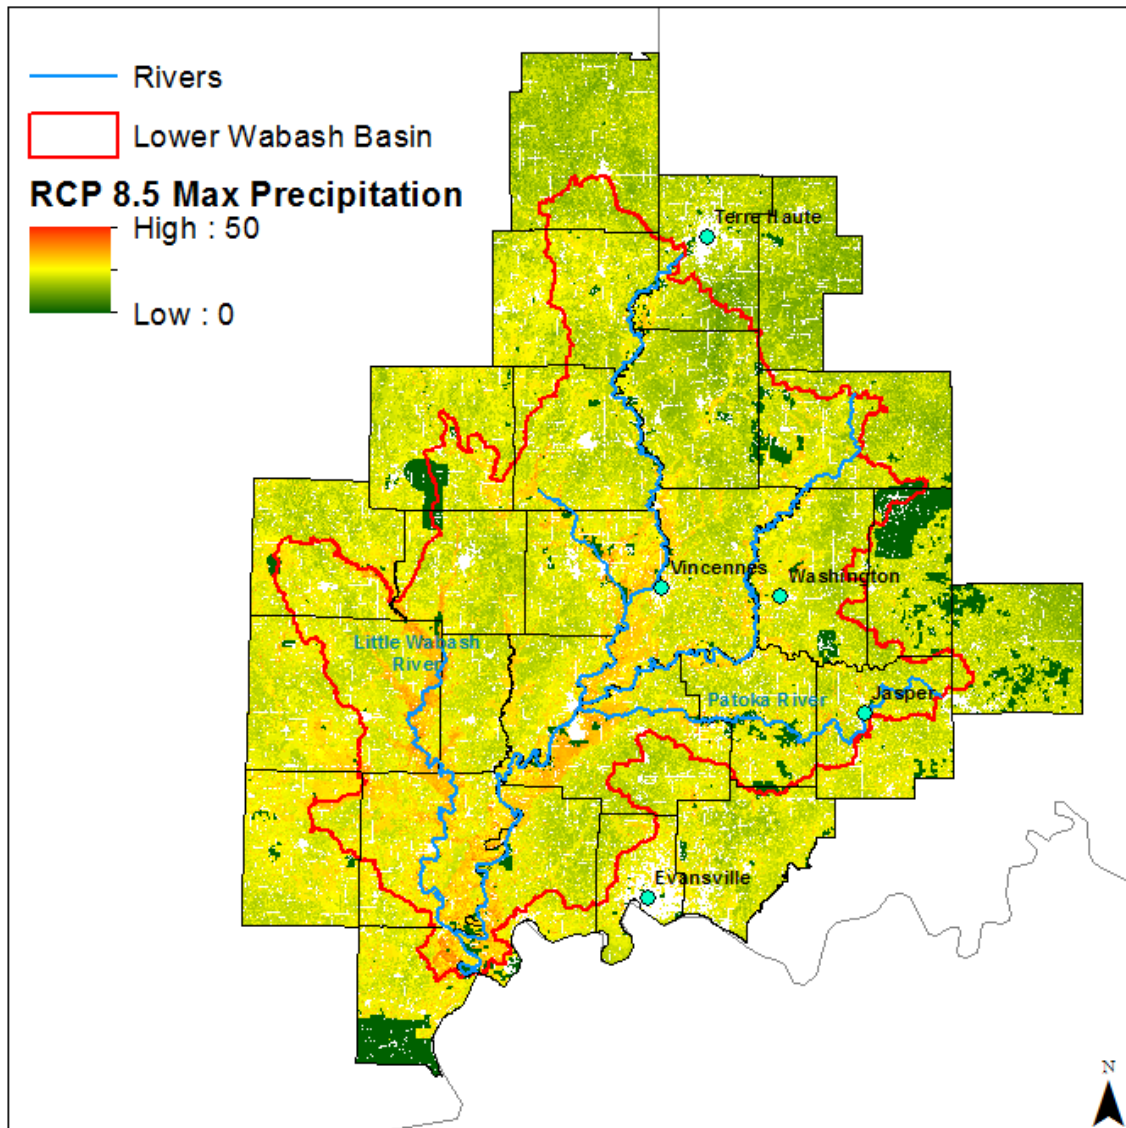 Rivers
Lower Wabash Basin
RCP 8.5 Max Precipitation
High : 50
Low : 0
Terre Haute
Vincennes
Washington
Little Wabash
River
Patoka River
Jasper
Evansville
N